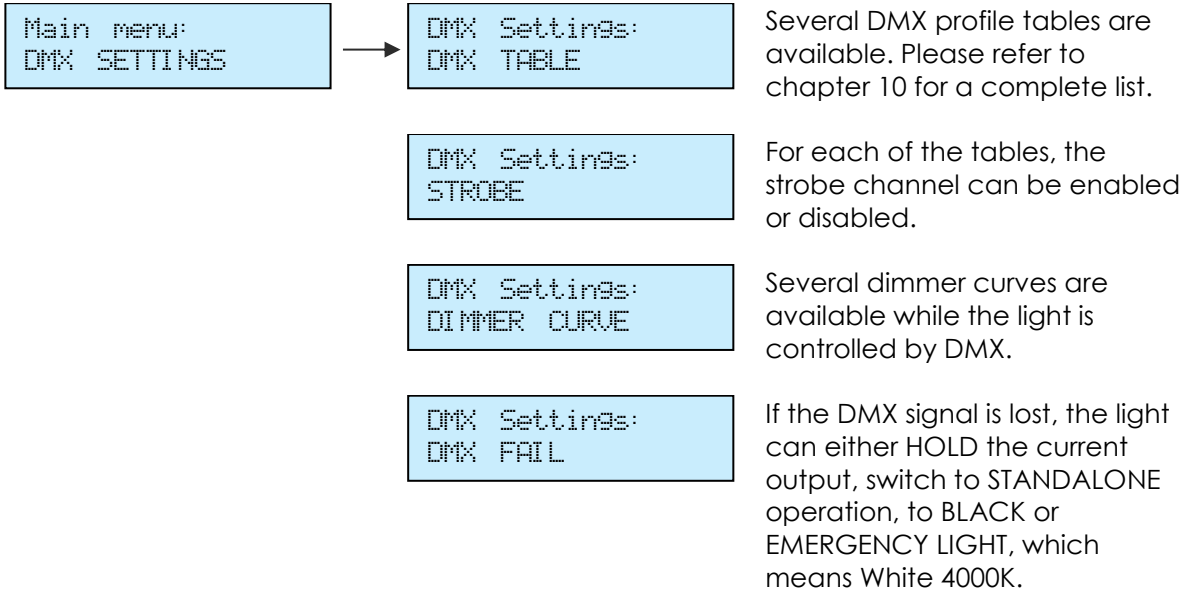 Main menu:
DMX SETTINGS
DMX Settings:
DMX TABLE
Several DMX profile tables are
available. Please refer to
chapter 10 for a complete list.
DMX Settings:
STROBE
For each of the tables, the
strobe channel can be enabled
or disabled.
DMX Settings:
DIMMER CURVE
Several dimmer curves are
available while the light is
controlled by DMX.
DMX Settings:
DMX FAIL
If the DMX signal is lost, the light
can either HOLD the current
output, switch to STANDALONE
operation, to BLACK or
EMERGENCY LIGHT, which
means White 4000K.